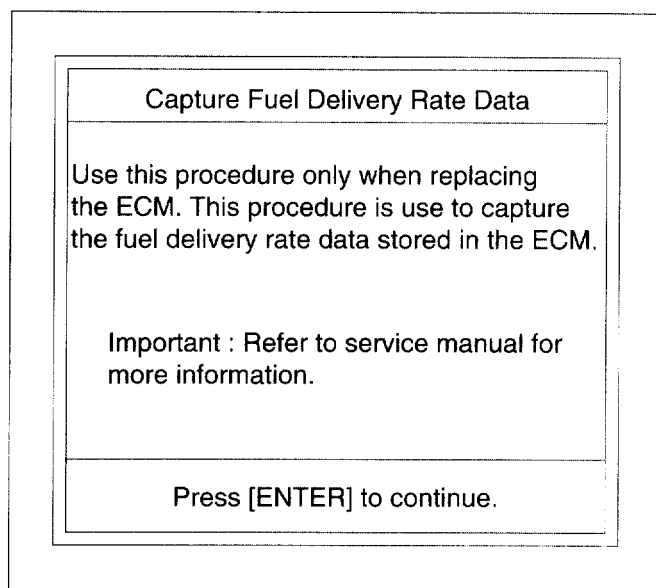 Capture Fuel Delivery Rate Data
Use this procedure only when replacing
the ECM. This procedure is use to capture
the fuel delivery rate data stored in the ECM.
Important : Refer to service manual for
more information.
Press [ENTER] to continue.